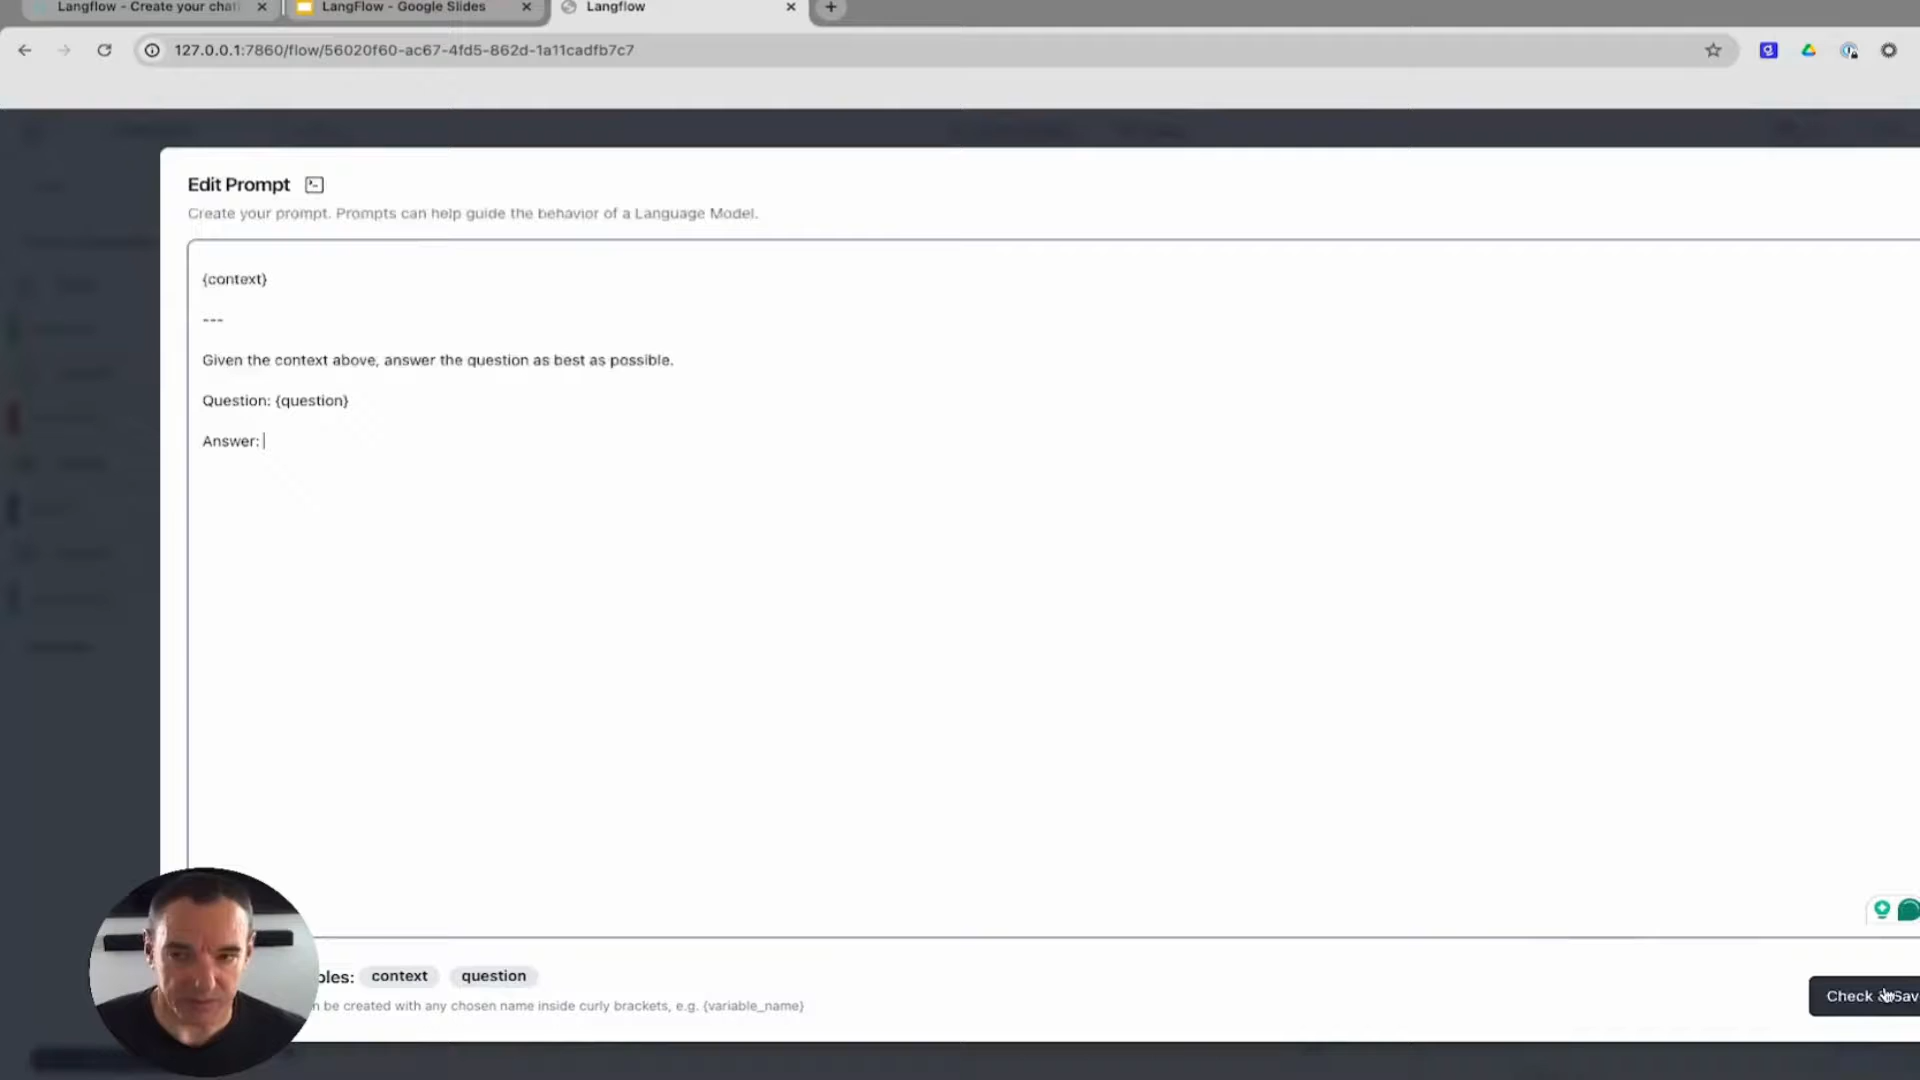 Langflow - Create your chat
LangFlow - Google Slides
Langflow
127.0.0.1:7860/flow/56020f60-ac67-4fd5-862d-1a11cadfb7c7
Edit Prompt
Create your prompt. Prompts can help guide the behavior of a Language Model.
{context}
---
Given the context above, answer the question as best as possible.
Question: {question}
Answer:
bles: context question
n be created with any chosen name inside curly brackets, e.g. {variable_name}
Check & Sav